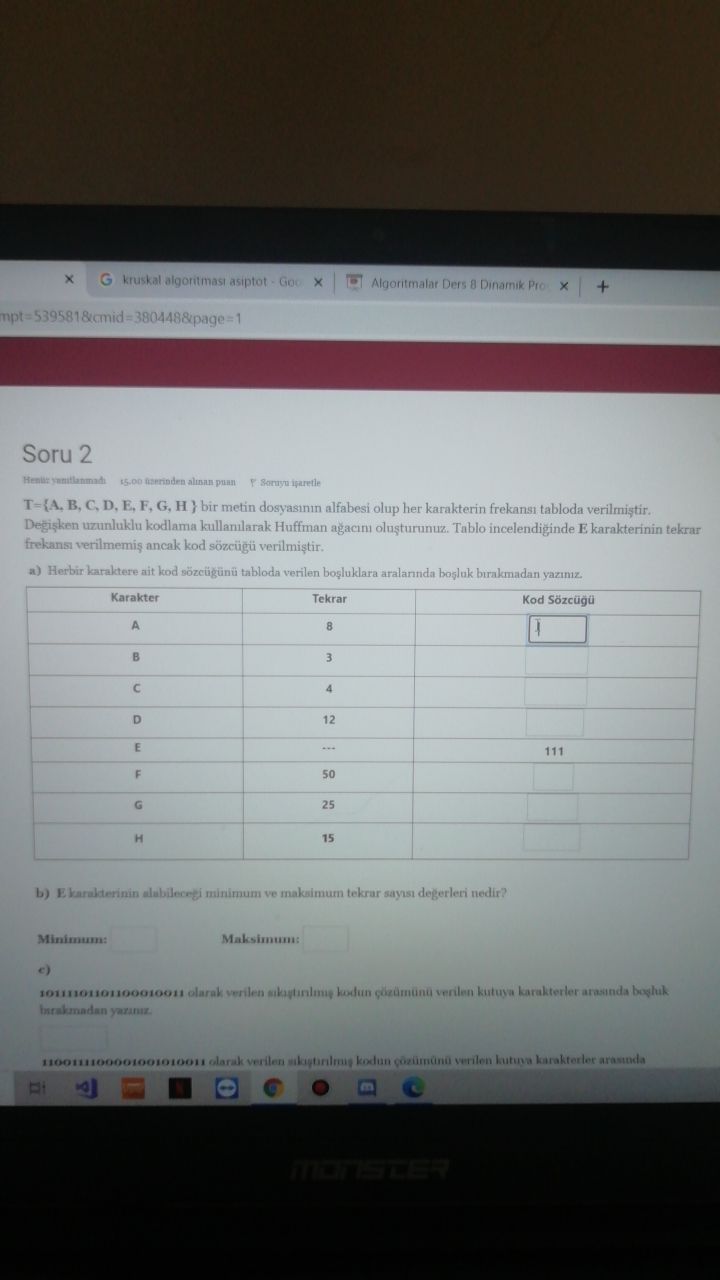 kruskal algoritması asiptot - Goo
Algoritmalar Ders 8 Dinamik Pro
mpt=539581&cmid=380448&page=1
Soru 2
Henüz yanıtlanmadı 15,00 üzerinden alınan puan Soruyu işaretle
T={A, B, C, D, E, F, G, H } bir metin dosyasının alfabesi olup her karakterin frekansı tabloda verilmiştir.
Değişken uzunluklu kodlama kullanılarak Huffman ağacını oluşturunuz. Tablo incelendiğinde E karakterinin tekrar
frekansı verilmemiş ancak kod sözcüğü verilmiştir.
a) Herbir karaktere ait kod sözcüğünü tabloda verilen boşluklara aralarında boşluk bırakmadan yazınız.
Karakter Tekrar Kod Sözcüğü
A 8
B 3
C 4
D 12
E --- 111
F 50
G 25
H 15
b) E karakterinin alabileceği minimum ve maksimum tekrar sayısı değerleri nedir?
Minimum: Maksimum:
c)
10111101101100010011 olarak verilen sıkıştırılmış kodun çözümünü verilen kutuya karakterler arasında boşluk
bırakmadan yazınız.
olarak verilen sıkıştırılmış kodun çözümünü verilen kutuya karakterler arasında
MONSTER